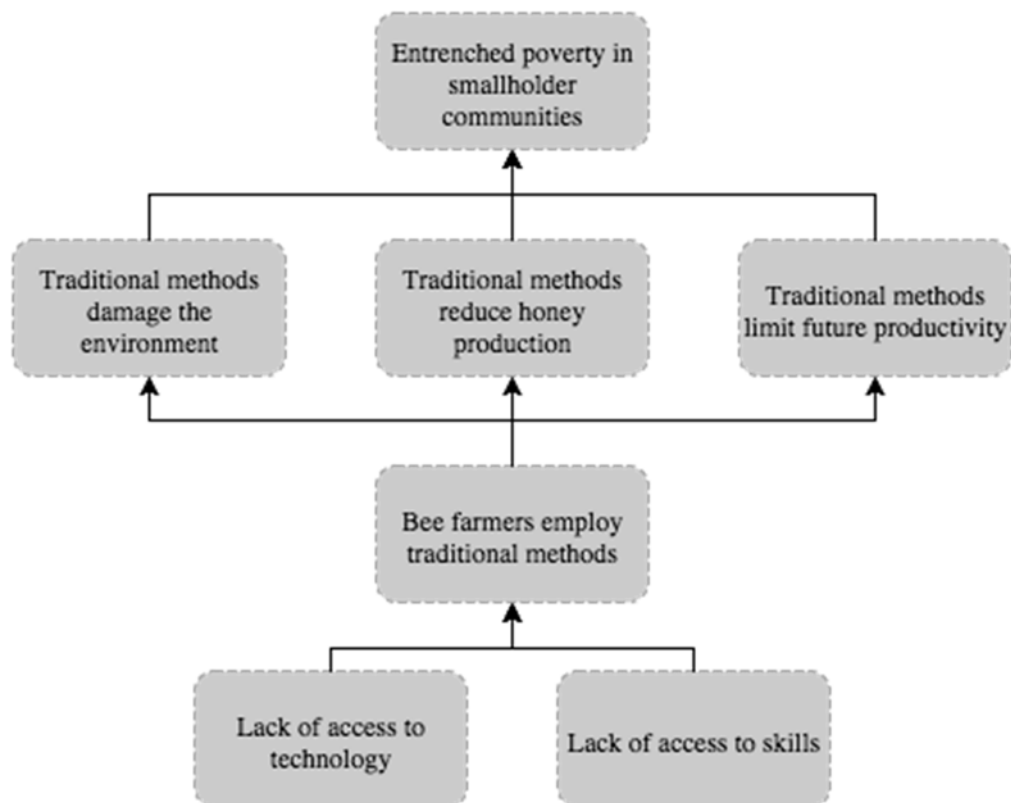 Entrenched poverty in
smallholder
communities
Traditional methods
damage the
environment
Traditional methods
reduce honey
production
Traditional methods
limit future productivity
Bee farmers employ
traditional methods
Lack of access to
technology
Lack of access to skills